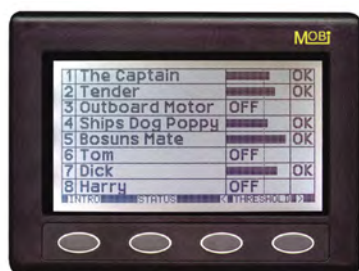 MOBi
1 The Captain OK
2 Tender OK
3 Outboard Motor OFF
4 Ships Dog Poppy OK
5 Bosuns Mate OK
6 Tom OFF
7 Dick OK
8 Harry OFF
INTRO STATUS < THRESHOLD >